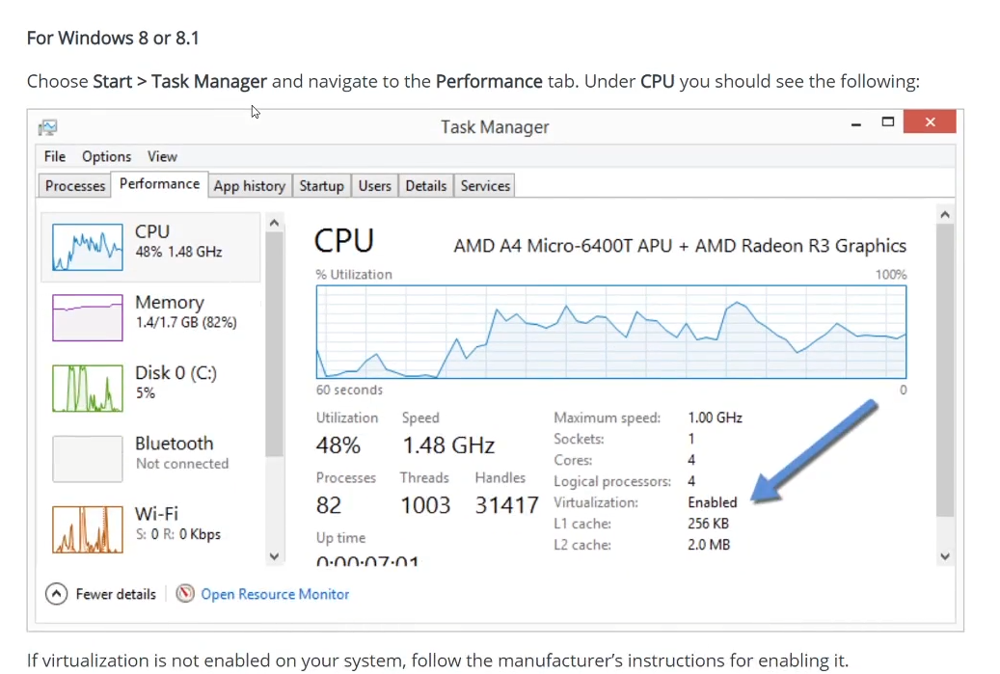 For Windows 8 or 8.1
Choose Start > Task Manager and navigate to the Performance tab. Under CPU you should see the following:
Task Manager
File Options View
Processes Performance App history Startup Users Details Services
CPU
48% 1.48 GHz
Memory
1.4/1.7 GB (82%)
Disk 0 (C:)
5%
Bluetooth
Not connected
Wi-Fi
S: 0 R: 0 Kbps
CPU AMD A4 Micro-6400T APU + AMD Radeon R3 Graphics
% Utilization 100%
60 seconds 0
Utilization Speed
48% 1.48 GHz
Processes Threads Handles
82 1003 31417
Up time
0:00:07:01
Maximum speed: 1.00 GHz
Sockets: 1
Cores: 4
Logical processors: 4
Virtualization: Enabled
L1 cache: 256 KB
L2 cache: 2.0 MB
Fewer details Open Resource Monitor
If virtualization is not enabled on your system, follow the manufacturer’s instructions for enabling it.